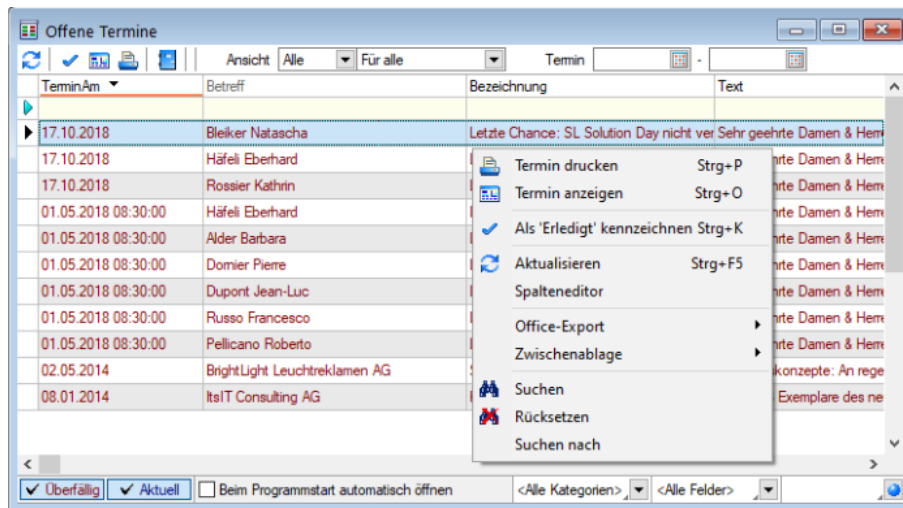 Offene Termine
Ansicht Alle Für alle Termin -
TerminAm Betreff Bezeichnung Text
17.10.2018 Bleiker Natascha Letzte Chance: SL Solution Day nicht ver Sehr geehrte Damen & Herre
17.10.2018 Häfeli Eberhard rte Damen & Herre
17.10.2018 Rossier Kathrin rte Damen & Herre
01.05.2018 08:30:00 Häfeli Eberhard rte Damen & Herre
01.05.2018 08:30:00 Alder Barbara rte Damen & Herre
01.05.2018 08:30:00 Dornier Pierre rte Damen & Herre
01.05.2018 08:30:00 Dupont Jean-Luc rte Damen & Herre
01.05.2018 08:30:00 Russo Francesco rte Damen & Herre
01.05.2018 08:30:00 Pellicano Roberto rte Damen & Herre
02.05.2014 BrightLight Leuchtreklamen AG konzepte: An rege
08.01.2014 ItsIT Consulting AG Exemplare des ne
Termin drucken Strg+P
Termin anzeigen Strg+O
Als 'Erledigt' kennzeichnen Strg+K
Aktualisieren Strg+F5
Spalteneditor
Office-Export
Zwischenablage
Suchen
Rücksetzen
Suchen nach
Überfällig Aktuell Beim Programmstart automatisch öffnen <Alle Kategorien> <Alle Felder>